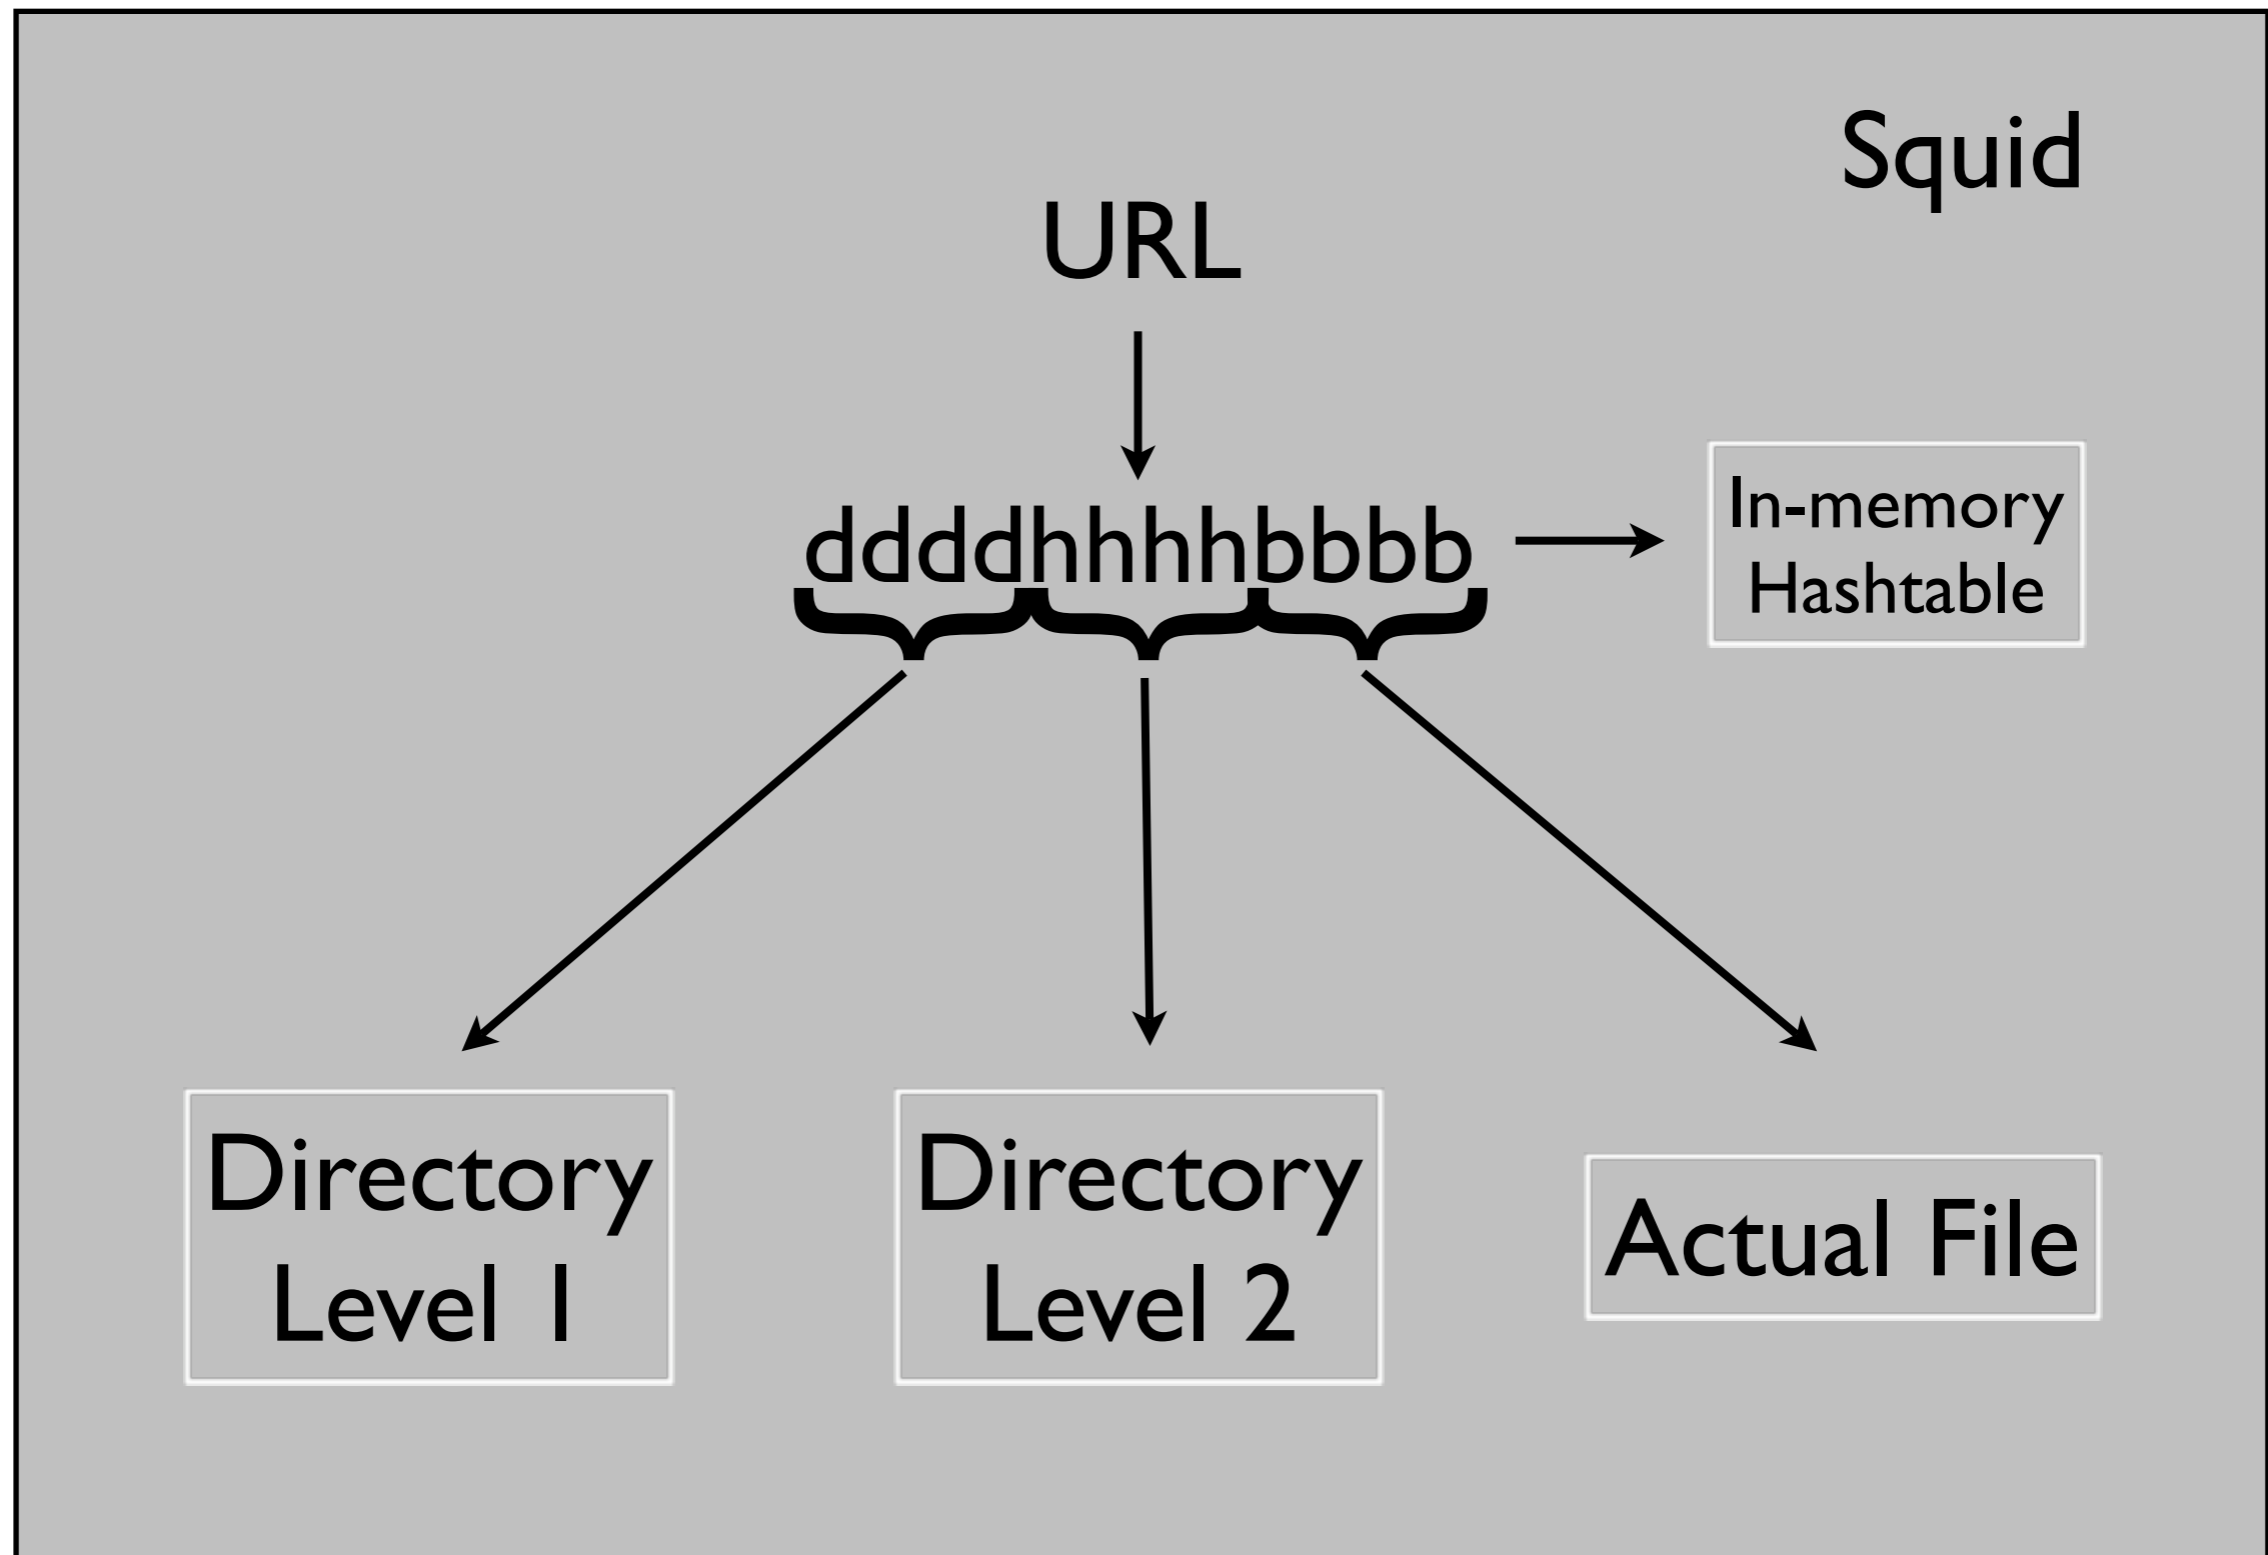 Squid
URL
ddddhhhhbbbb
In-memory
Hashtable
Directory
Level 1
Directory
Level 2
Actual File